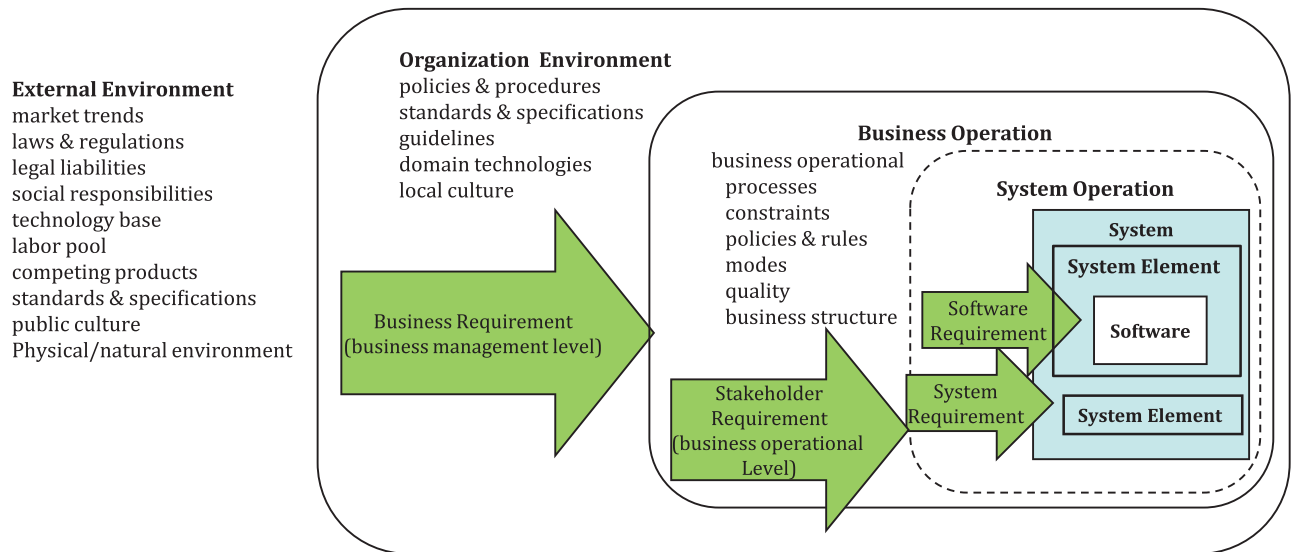 External Environment
market trends
laws & regulations
legal liabilities
social responsibilities
technology base
labor pool
competing products
standards & specifications
public culture
Physical/natural environment
Organization Environment
policies & procedures
standards & specifications
guidelines
domain technologies
local culture
Business Requirement
(business management level)
Business Operation
business operational
processes
constraints
policies & rules
modes
quality
business structure
Stakeholder
Requirement
(business operational
Level)
System Operation
System
System Element
Software
Requirement
Software
System
Requirement
System Element